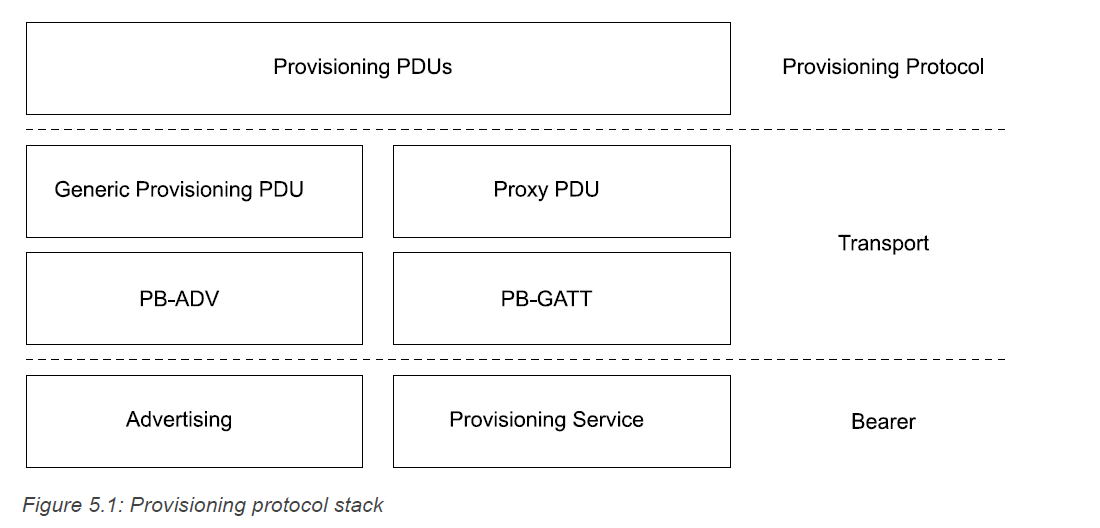 Provisioning PDUs
Provisioning Protocol
Generic Provisioning PDU
Proxy PDU
Transport
PB-ADV
PB-GATT
Advertising
Provisioning Service
Bearer
Figure 5.1: Provisioning protocol stack